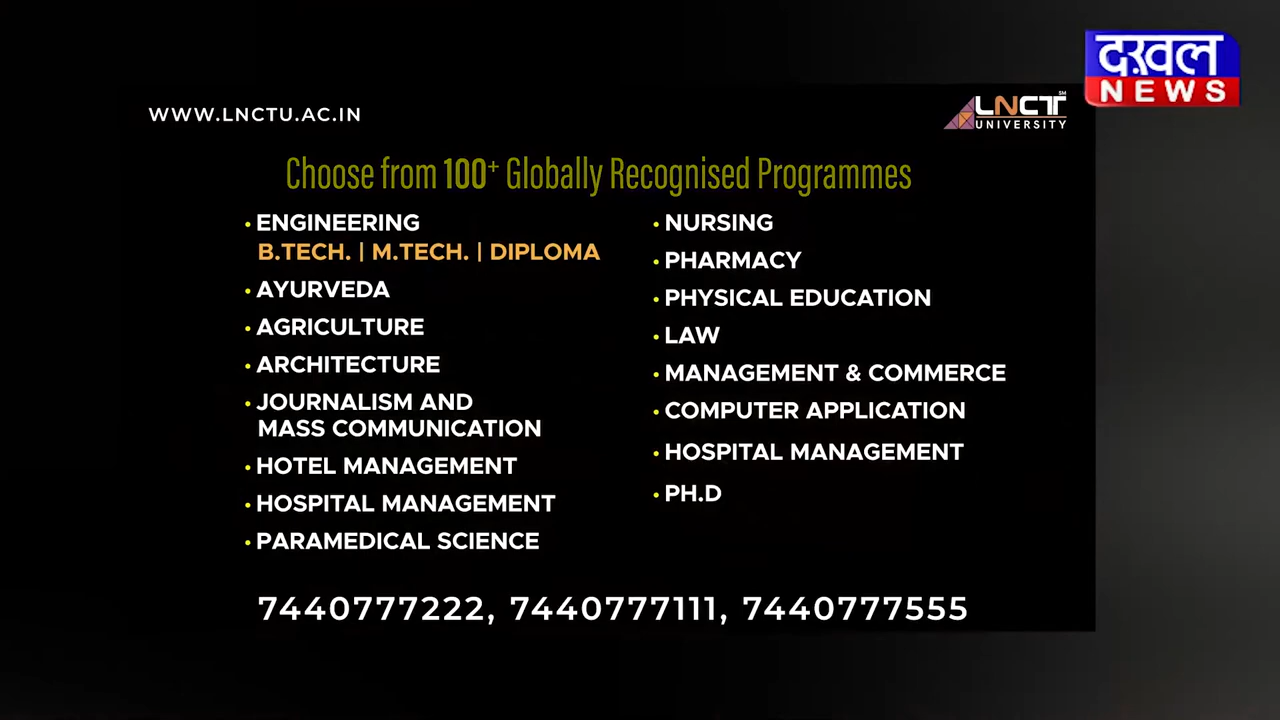 दखल
NEWS
WWW.LNCTU.AC.IN
LNCT SM
UNIVERSITY
Choose from 100+ Globally Recognised Programmes
• ENGINEERING
B.TECH. | M.TECH. | DIPLOMA
• AYURVEDA
• AGRICULTURE
• ARCHITECTURE
• JOURNALISM AND
MASS COMMUNICATION
• HOTEL MANAGEMENT
• HOSPITAL MANAGEMENT
• PARAMEDICAL SCIENCE
• NURSING
• PHARMACY
• PHYSICAL EDUCATION
• LAW
• MANAGEMENT & COMMERCE
• COMPUTER APPLICATION
• HOSPITAL MANAGEMENT
• PH.D
7440777222, 7440777111, 7440777555